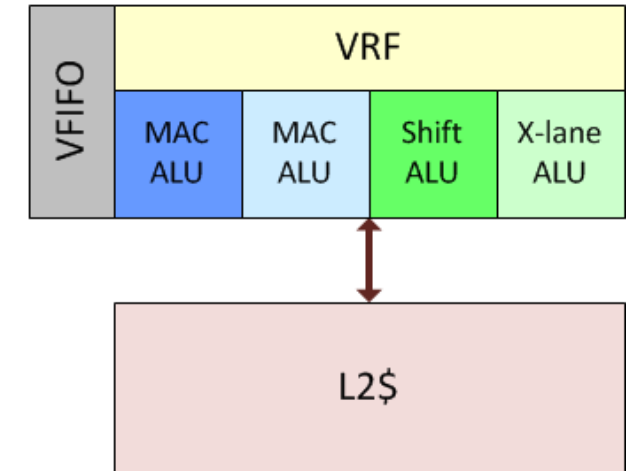 VFIFO
VRF
MAC
ALU
MAC
ALU
Shift
ALU
X-lane
ALU
L2$